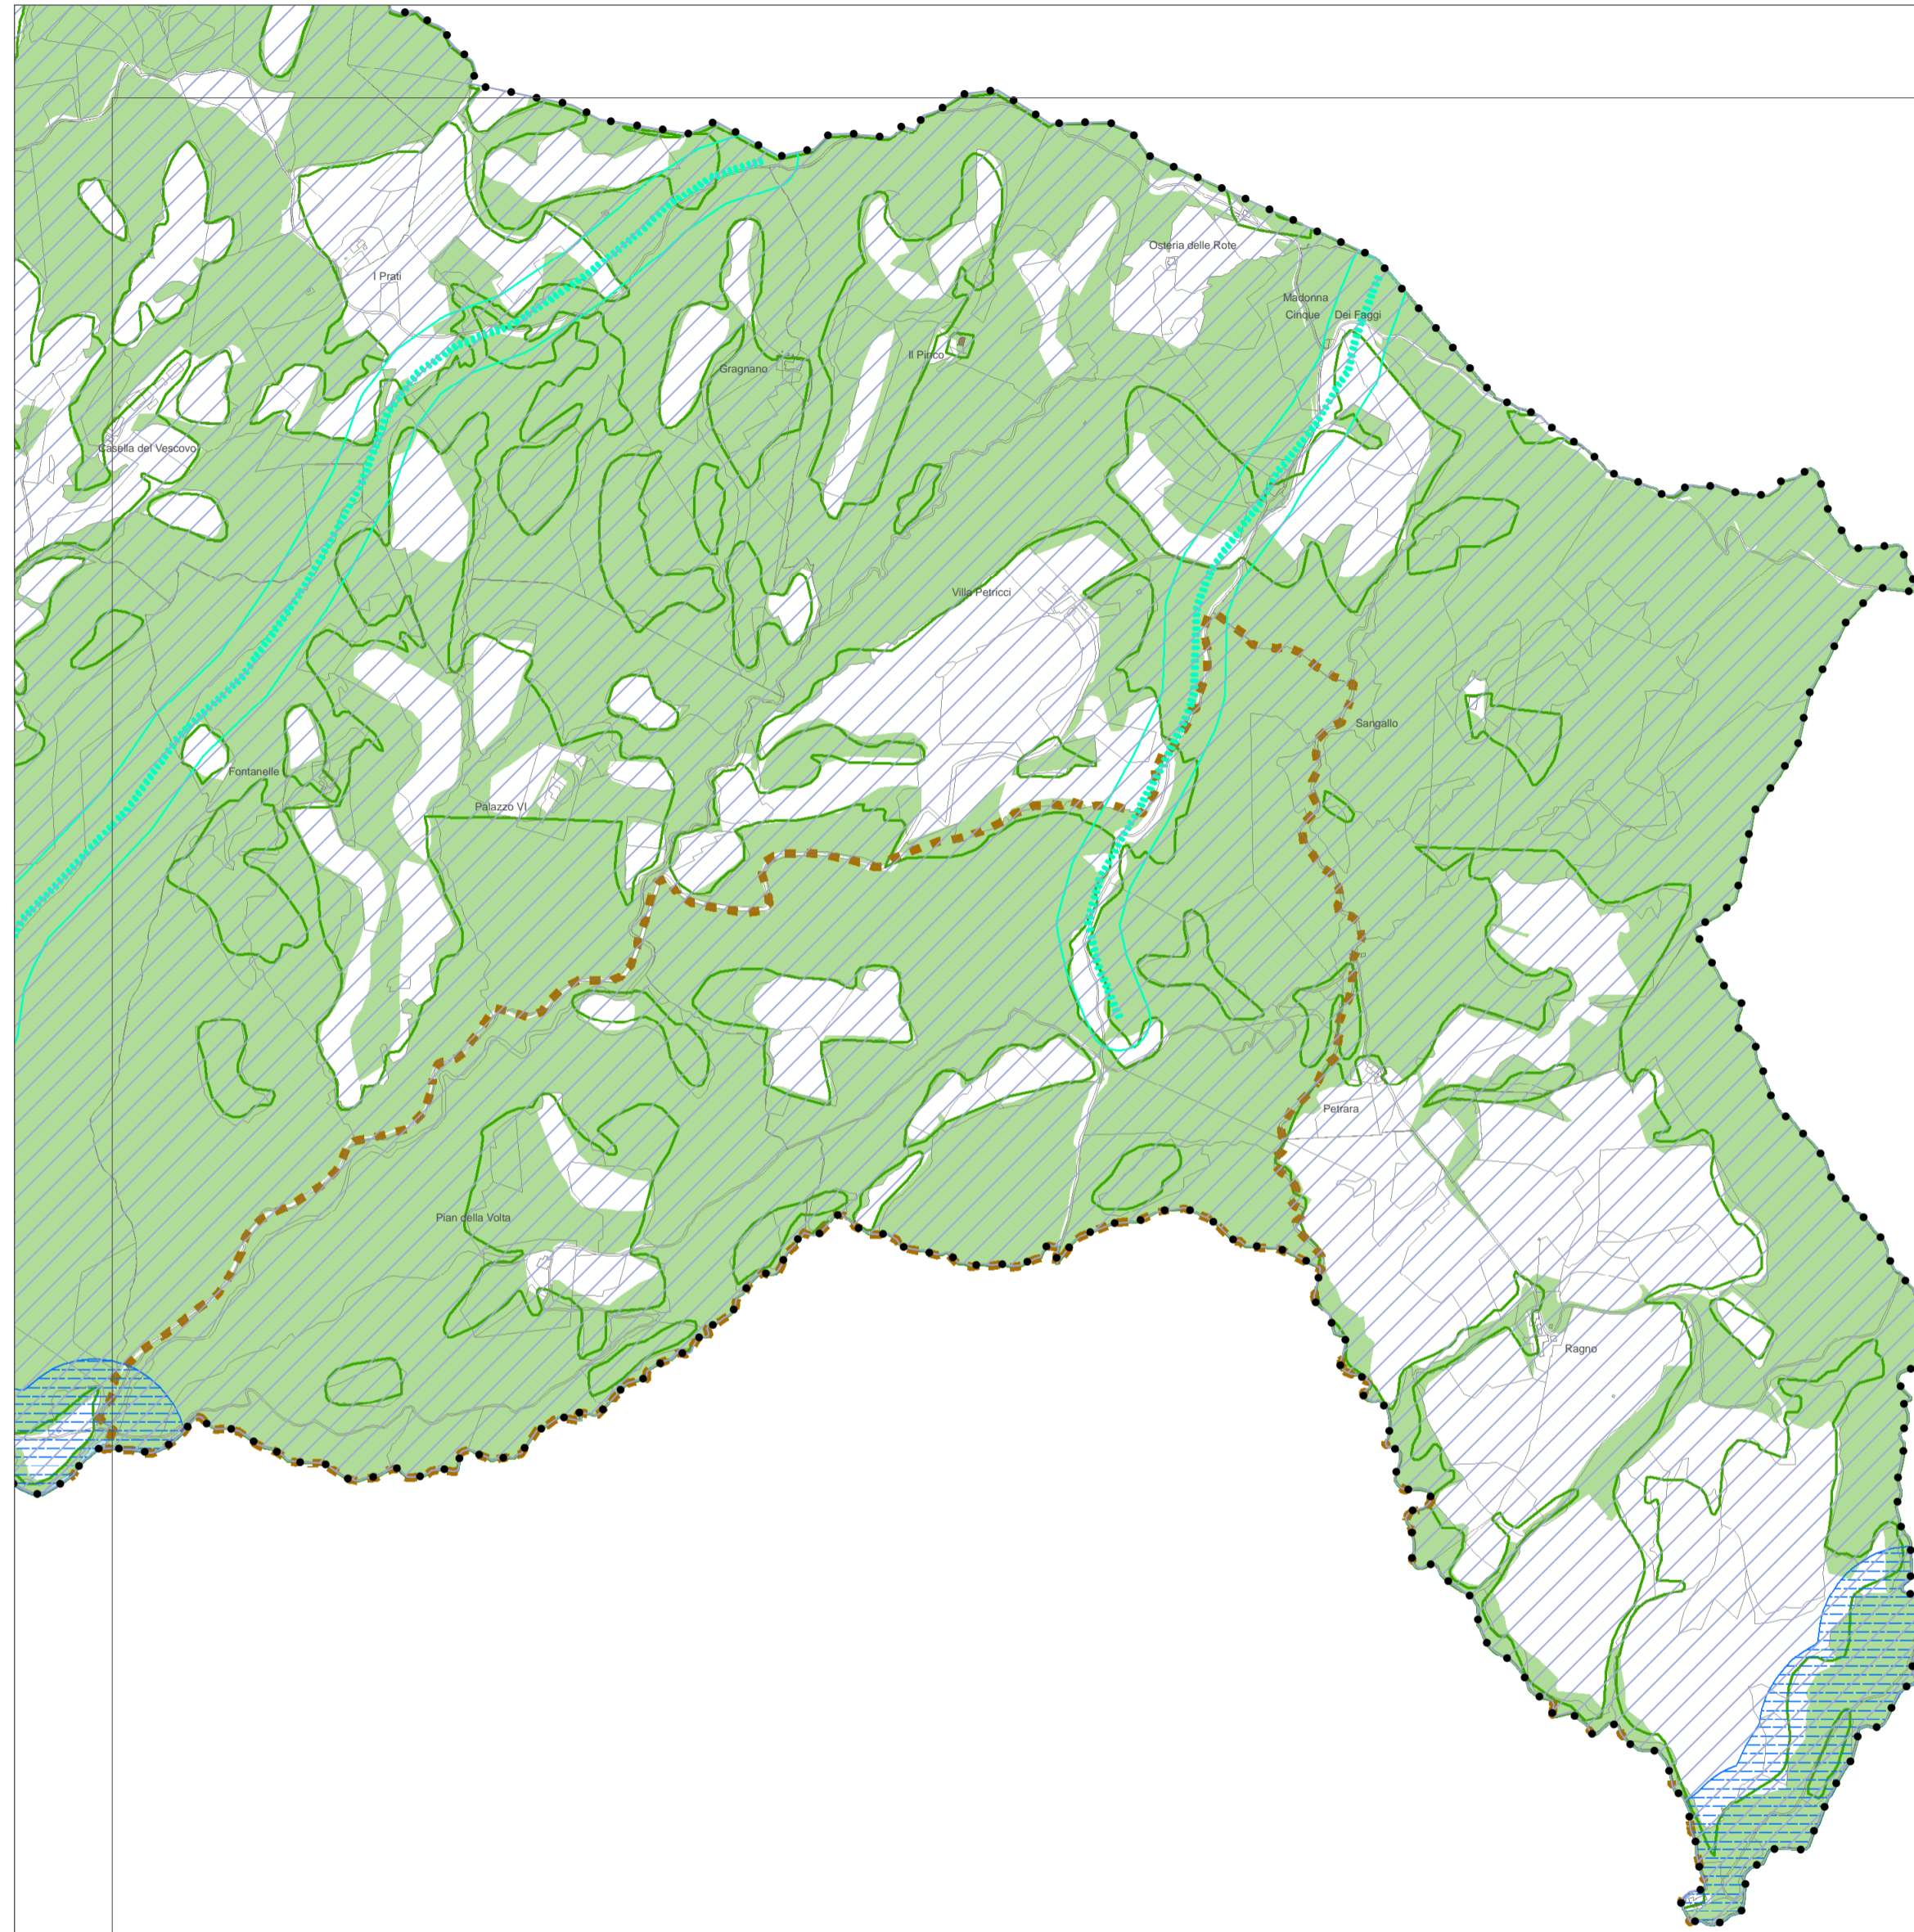 Osteria delle Rote
I Prati
Madonna
Cinque Dei Faggi
Il Pinco
Gragnano
Casella del Vescovo
Villa Petricci
Sangallo
Fontanelle
Palazzo VI
Petrara
Pian della Volta
Ragno